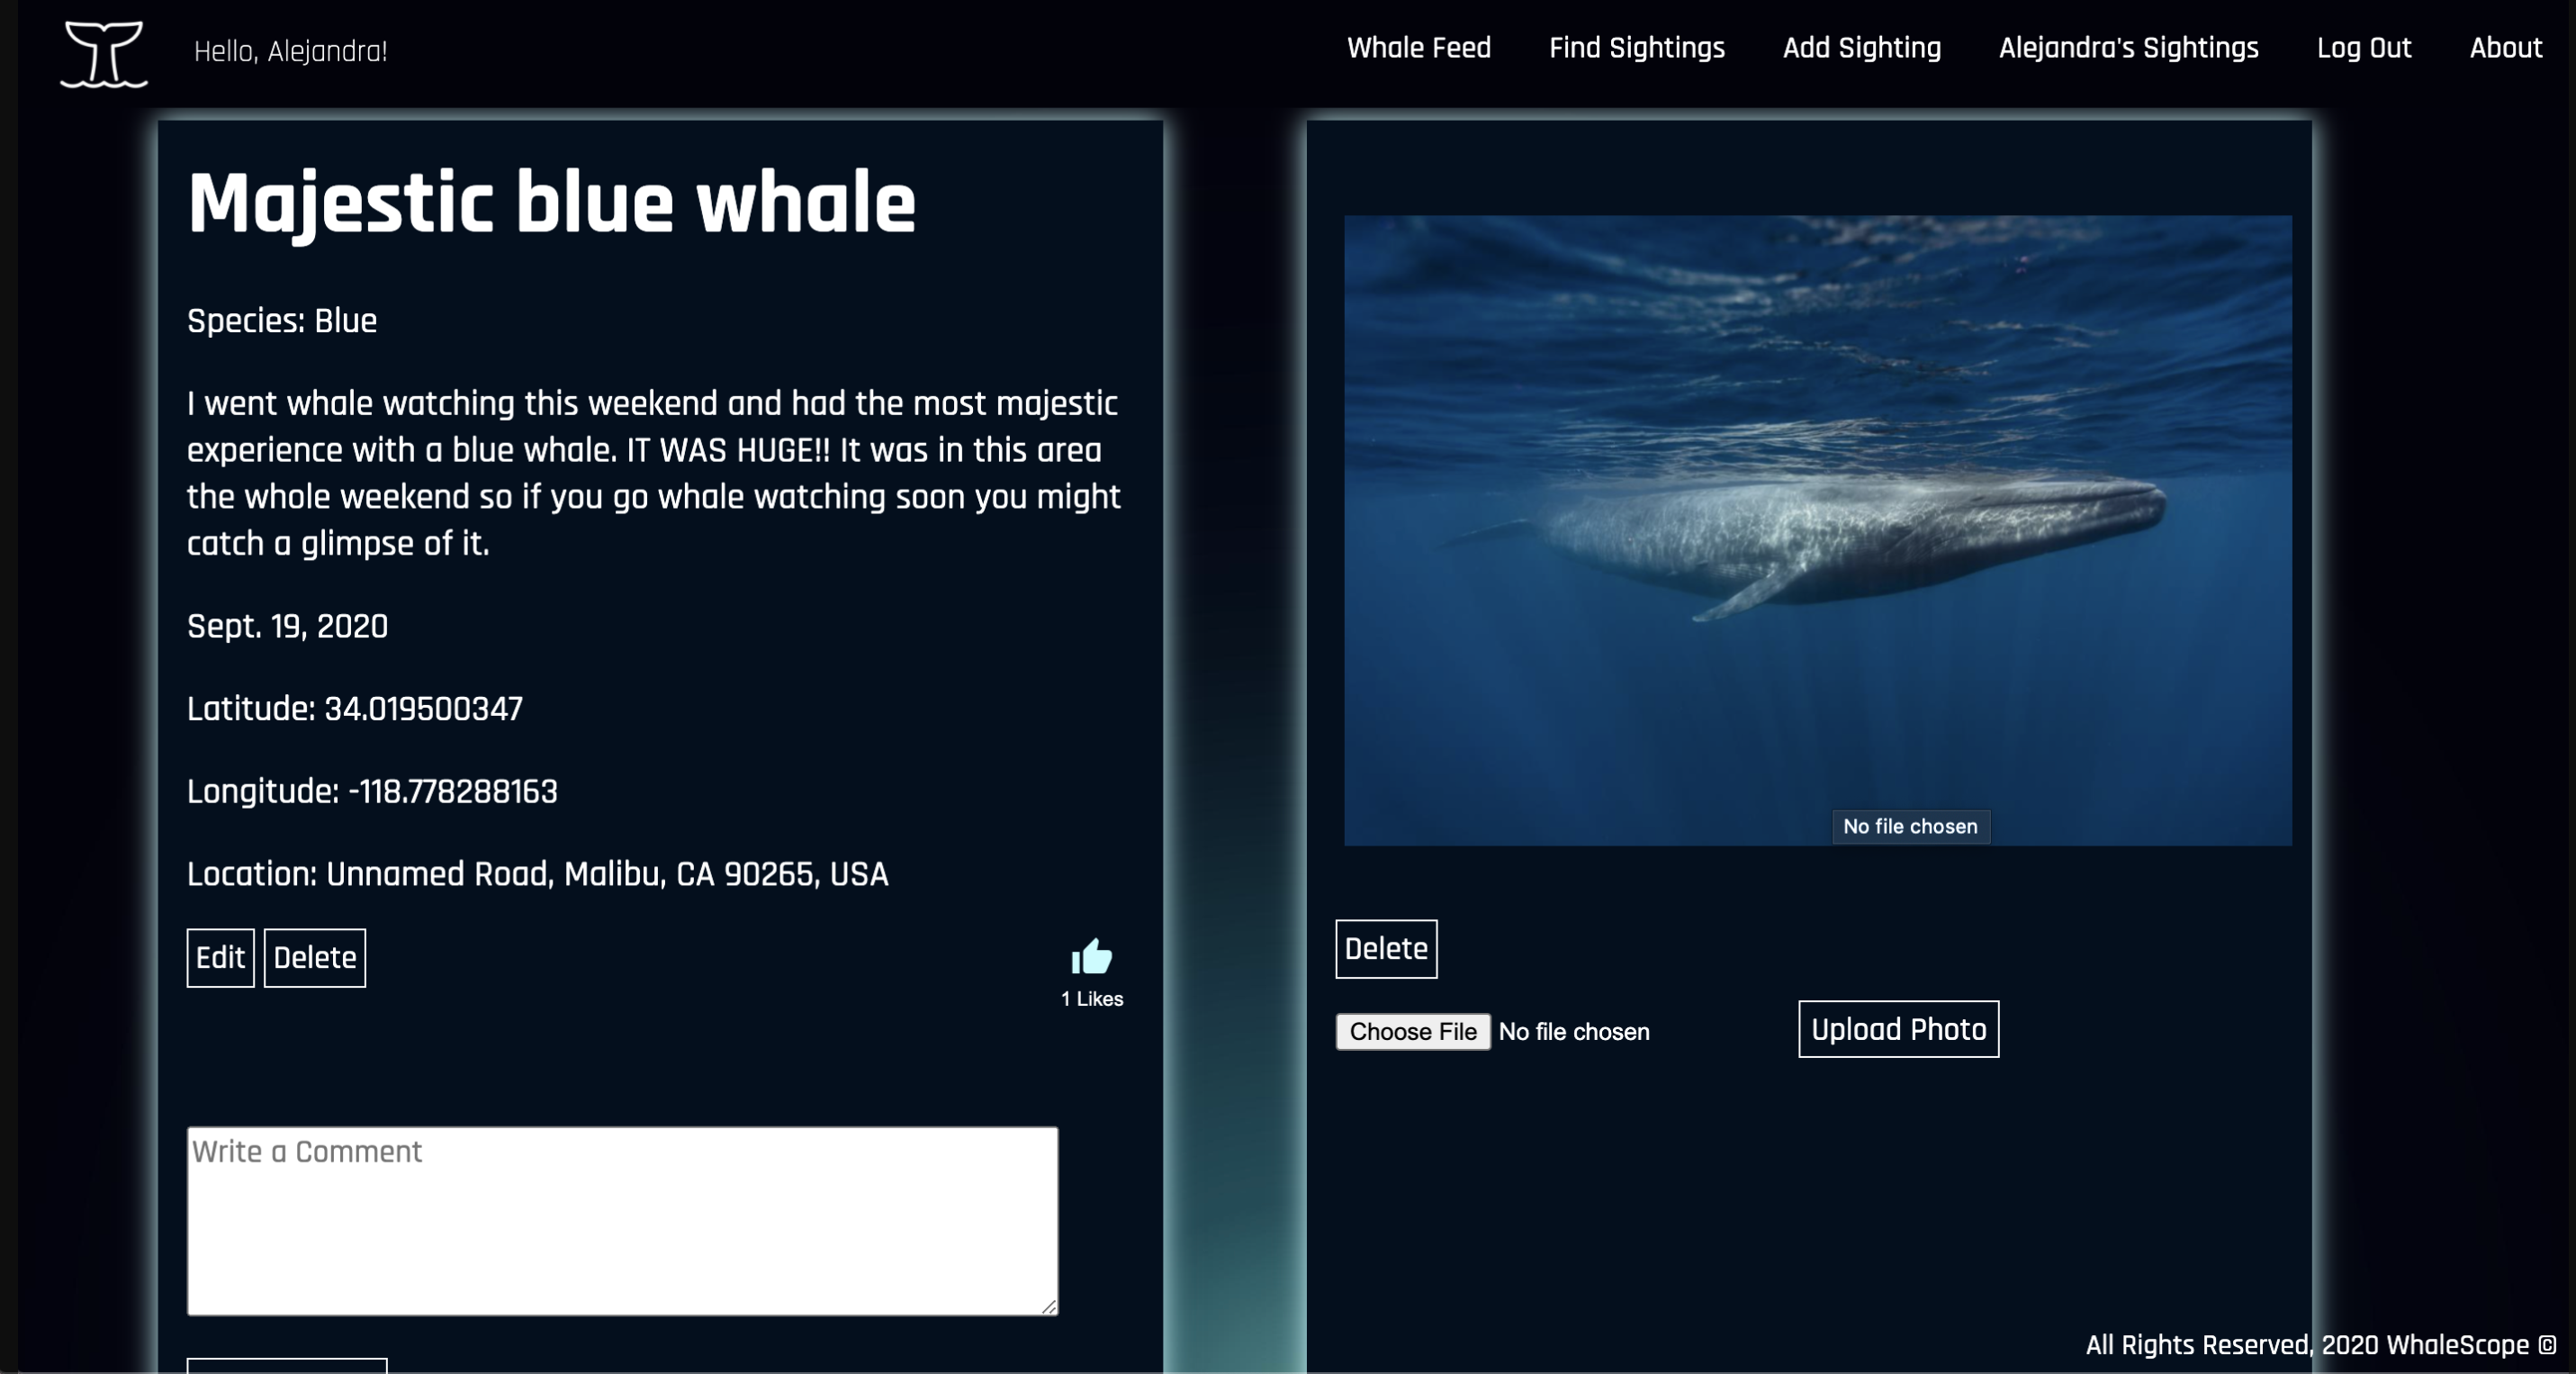 Hello, Alejandra!
Whale Feed Find Sightings Add Sighting Alejandra's Sightings Log Out About
Majestic blue whale
Species: Blue
I went whale watching this weekend and had the most majestic
experience with a blue whale. IT WAS HUGE!! It was in this area
the whole weekend so if you go whale watching soon you might
catch a glimpse of it.
Sept. 19, 2020
Latitude: 34.019500347
Longitude: -118.778288163
Location: Unnamed Road, Malibu, CA 90265, USA
Edit Delete
1 Likes
Write a Comment
No file chosen
Delete
Choose File No file chosen Upload Photo
All Rights Reserved, 2020 WhaleScope ©